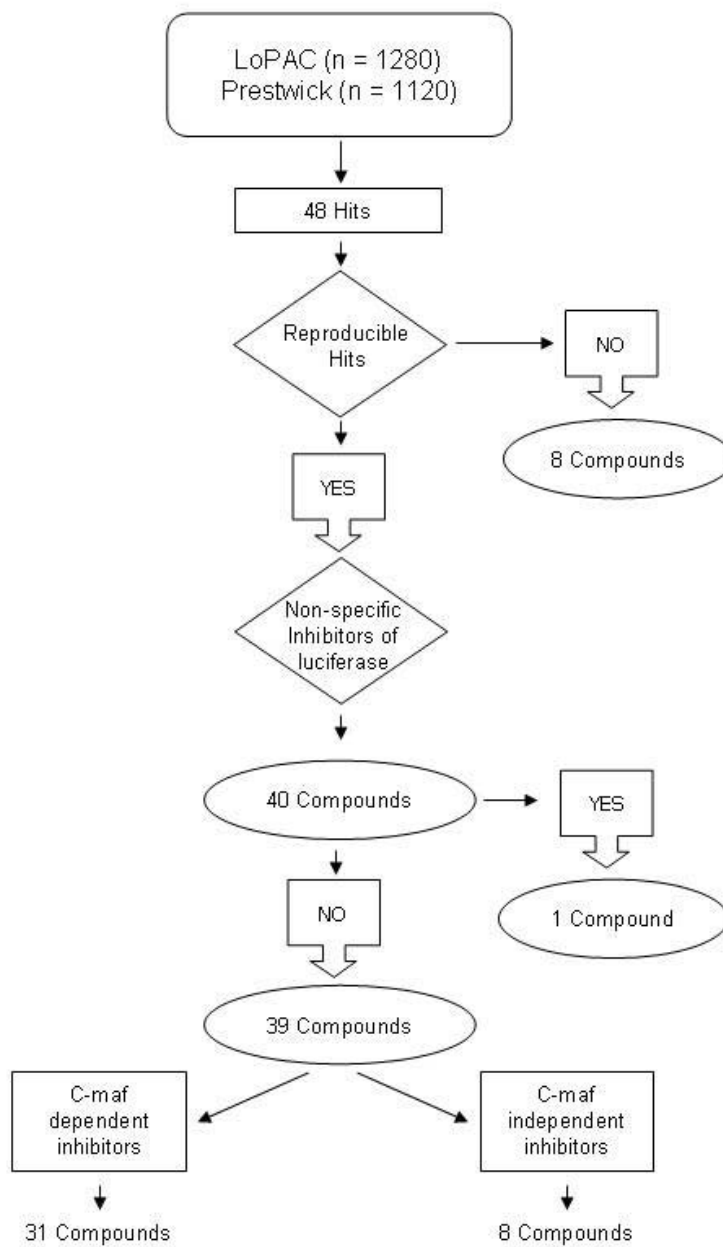 LoPAC (n = 1280)
Prestwick (n = 1120)
48 Hits
Reproducible
Hits
NO
8 Compounds
YES
Non-specific
Inhibitors of
luciferase
40 Compounds
YES
1 Compound
NO
39 Compounds
C-maf
dependent
inhibitors
C-maf
independent
inhibitors
31 Compounds
8 Compounds